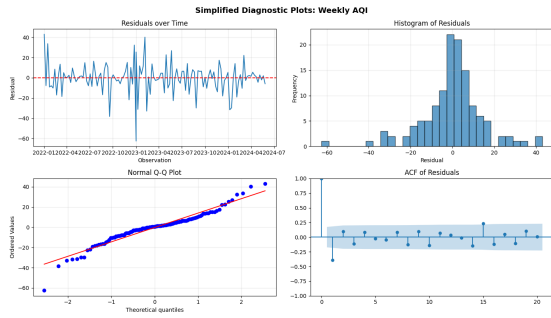 Simplified Diagnostic Plots: Weekly AQI
Residuals over Time
Residual
40
20
0
−20
−40
−60
2022-01 2022-04 2022-07 2022-10 2023-01 2023-04 2023-07 2023-10 2024-01 2024-04 2024-07
Observation
Histogram of Residuals
Frequency
20
15
10
5
0
−60 −40 −20 0 20 40
Residual
Normal Q-Q Plot
Ordered Values
40
20
0
−20
−40
−60
−2 −1 0 1 2
Theoretical quantiles
ACF of Residuals
1.00
0.75
0.50
0.25
0.00
−0.25
−0.50
−0.75
−1.00
0 5 10 15 20